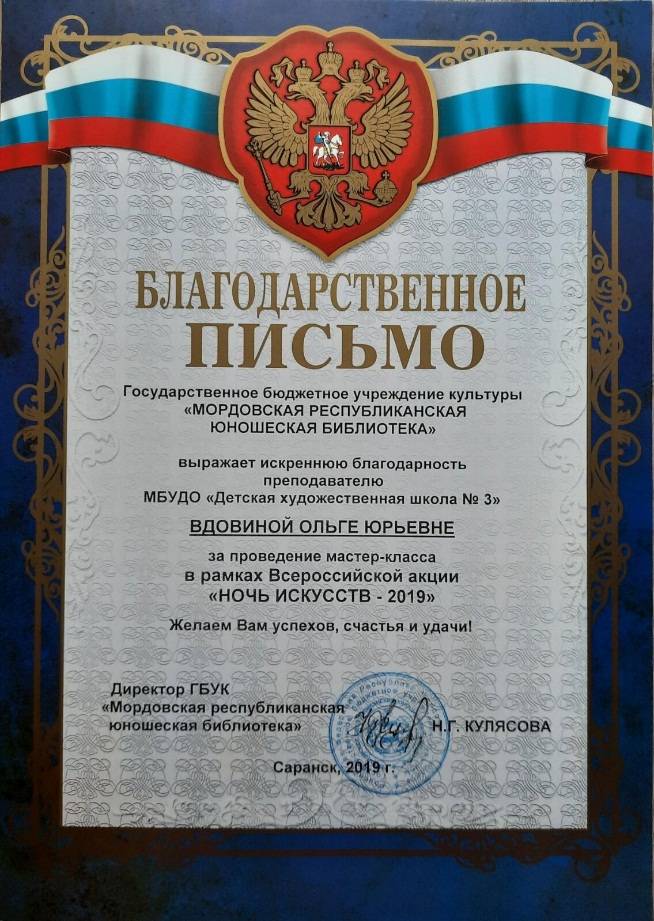 БЛАГОДАРСТВЕННОЕ
ПИСЬМО
Государственное бюджетное учреждение культуры
«МОРДОВСКАЯ РЕСПУБЛИКАНСКАЯ
ЮНОШЕСКАЯ БИБЛИОТЕКА»
выражает искреннюю благодарность
преподавателю
МБУДО «Детская художественная школа № 3»
ВДОВИНОЙ ОЛЬГЕ ЮРЬЕВНЕ
за проведение мастер-класса
в рамках Всероссийской акции
«НОЧЬ ИСКУССТВ - 2019»
Желаем Вам успехов, счастья и удачи!
Директор ГБУК
«Мордовская республиканская
юношеская библиотека»
Н.Г. КУЛЯСОВА
Саранск, 2019 г.